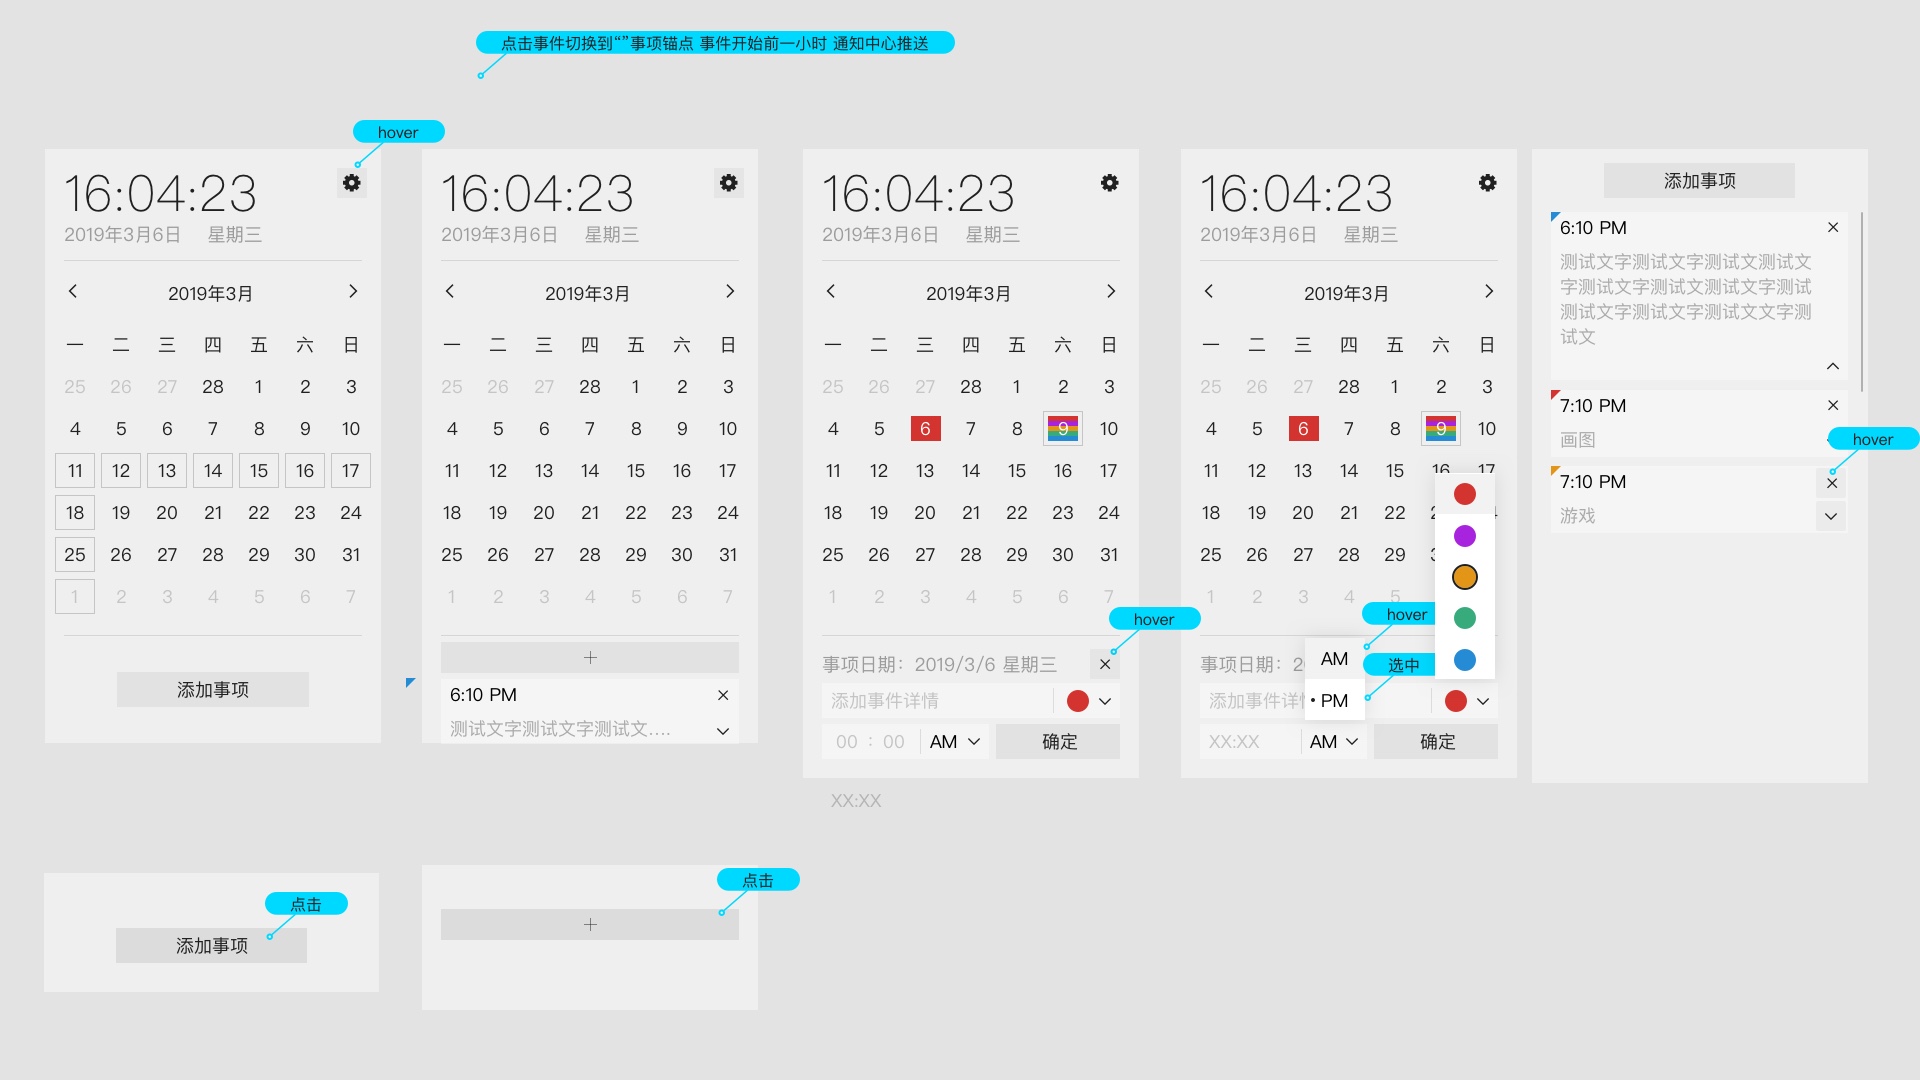 点击事件切换到“”事项锚点 事件开始前一小时 通知中心推送
hover
16:04:23
2019年3月6日 星期三
2019年3月
一 二 三 四 五 六 日
25 26 27 28 1 2 3
4 5 6 7 8 9 10
11 12 13 14 15 16 17
18 19 20 21 22 23 24
25 26 27 28 29 30 31
1 2 3 4 5 6 7
添加事项
16:04:23
2019年3月6日 星期三
2019年3月
一 二 三 四 五 六 日
25 26 27 28 1 2 3
4 5 6 7 8 9 10
11 12 13 14 15 16 17
18 19 20 21 22 23 24
25 26 27 28 29 30 31
1 2 3 4 5 6 7
6:10 PM
测试文字测试文字测试文....
16:04:23
2019年3月6日 星期三
2019年3月
一 二 三 四 五 六 日
25 26 27 28 1 2 3
4 5 6 7 8 9 10
11 12 13 14 15 16 17
18 19 20 21 22 23 24
25 26 27 28 29 30 31
1 2 3 4 5 6 7
hover
事项日期：2019/3/6 星期三
添加事件详情
00 : 00 AM 确定
XX:XX
16:04:23
2019年3月6日 星期三
2019年3月
一 二 三 四 五 六 日
25 26 27 28 1 2 3
4 5 6 7 8 9 10
11 12 13 14 15 16 17
18 19 20 21 22
25 26 27 28 29
1 2 3 4 5
hover
事项日期：2 AM 选中
添加事件详 • PM
XX:XX AM 确定
添加事项
6:10 PM
测试文字测试文字测试文测试文
字测试文字测试文测试文字测试
测试文字测试文字测试文文字测
试文
7:10 PM
画图
hover
7:10 PM
游戏
点击
添加事项
点击